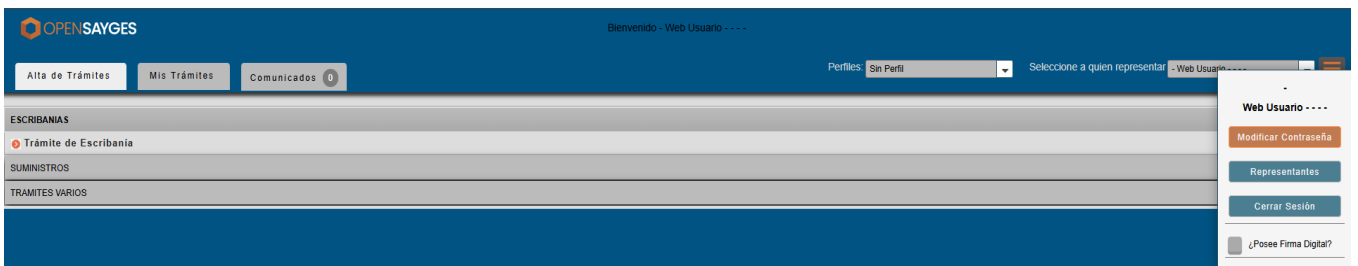 OPENSAYGES
Bienvenido - Web Usuario - - - -
Alta de Trámites
Mis Trámites
Comunicados 0
Perfiles: Sin Perfil
Seleccione a quien representar - Web Usuario - - - -
-
Web Usuario - - - -
Modificar Contraseña
Representantes
Cerrar Sesión
¿Posee Firma Digital?
ESCRIBANIAS
Trámite de Escribanía
SUMINISTROS
TRAMITES VARIOS